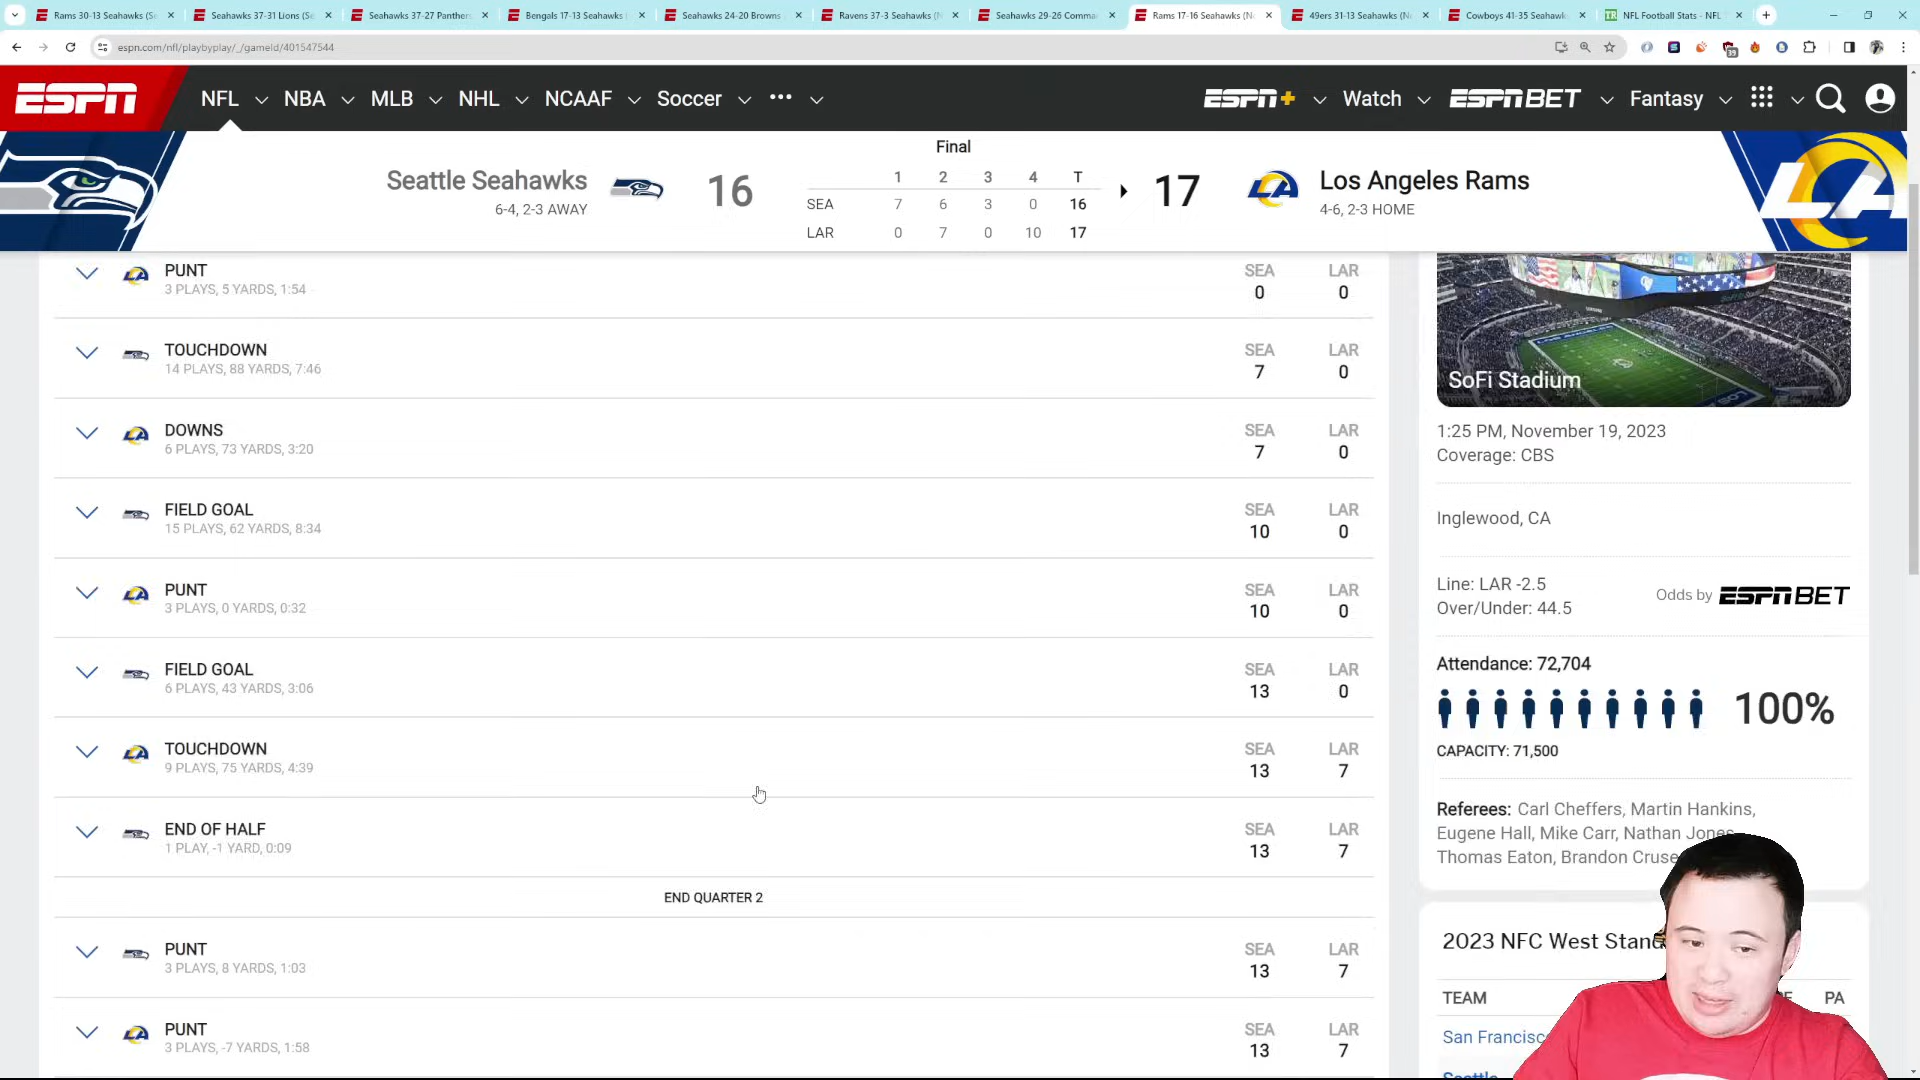 Rams 30-13 Seahawks (S
Seahawks 37-31 Lions (Se
Seahawks 37-27 Panthers
Bengals 17-13 Seahawks (
Seahawks 24-20 Browns
Ravens 37-3 Seahawks (N
Seahawks 29-26 Comma
Rams 17-16 Seahawks (N
49ers 31-13 Seahawks (N
Cowboys 41-35 Seahawk
TR NFL Football Stats - NFL
espn.com/nfl/playbyplay/_/gameId/401547544
39
ESPN NFL NBA MLB NHL NCAAF Soccer ••• ESPN+ Watch ESPN BET Fantasy
Seattle Seahawks
6-4, 2-3 AWAY
16
Final
1 2 3 4 T
SEA 7 6 3 0 16
LAR 0 7 0 10 17
17
Los Angeles Rams
4-6, 2-3 HOME
PUNT SEA LAR
3 PLAYS, 5 YARDS, 1:54 0 0
TOUCHDOWN SEA LAR
14 PLAYS, 88 YARDS, 7:46 7 0
DOWNS SEA LAR
6 PLAYS, 73 YARDS, 3:20 7 0
FIELD GOAL SEA LAR
15 PLAYS, 62 YARDS, 8:34 10 0
PUNT SEA LAR
3 PLAYS, 0 YARDS, 0:32 10 0
FIELD GOAL SEA LAR
6 PLAYS, 43 YARDS, 3:06 13 0
TOUCHDOWN SEA LAR
9 PLAYS, 75 YARDS, 4:39 13 7
END OF HALF SEA LAR
1 PLAY, -1 YARD, 0:09 13 7
END QUARTER 2
PUNT SEA LAR
3 PLAYS, 8 YARDS, 1:03 13 7
PUNT SEA LAR
3 PLAYS, -7 YARDS, 1:58 13 7
SoFi Stadium
1:25 PM, November 19, 2023
Coverage: CBS
Inglewood, CA
Line: LAR -2.5
Over/Under: 44.5
Odds by ESPN BET
Attendance: 72,704
100%
CAPACITY: 71,500
Referees: Carl Cheffers, Martin Hankins,
Eugene Hall, Mike Carr, Nathan Jones,
Thomas Eaton, Brandon Cruse
2023 NFC West Stand
TEAM PA
San Francisc
Seattle